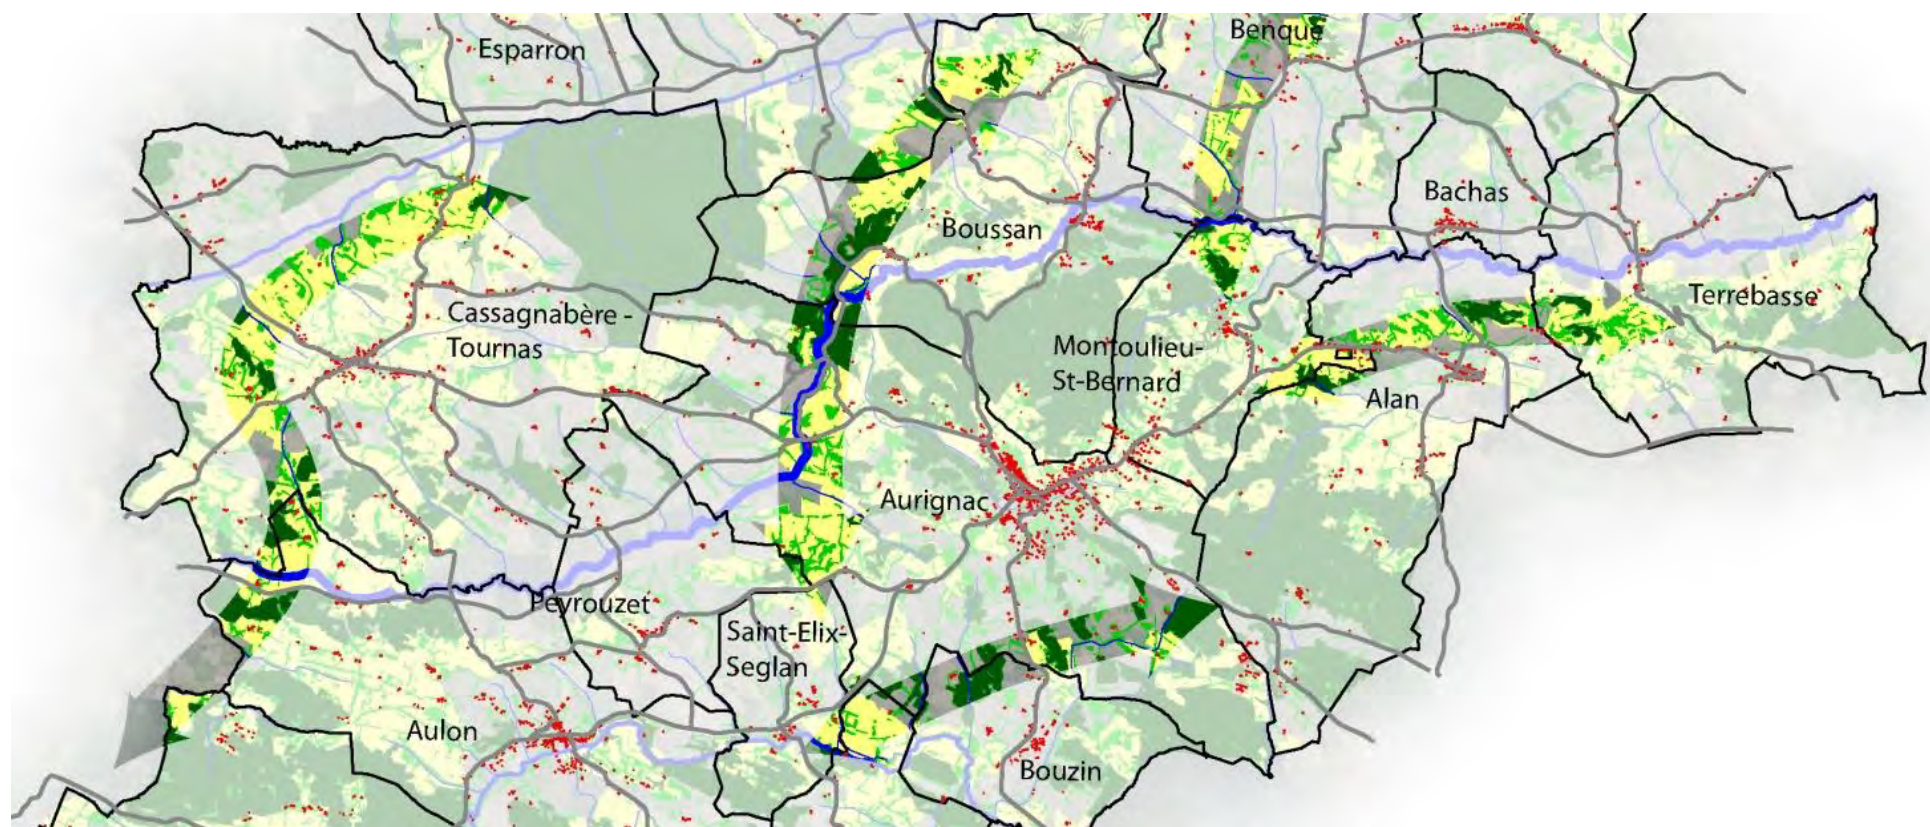 Benque
Esparron
Bachas
Boussan
Terrebasse
Cassagnabère -
Tournas
Montoulieu-
St-Bernard
Alan
Aurignac
Peyrouzet
Saint-Elix-
Seglan
Aulon
Bouzin